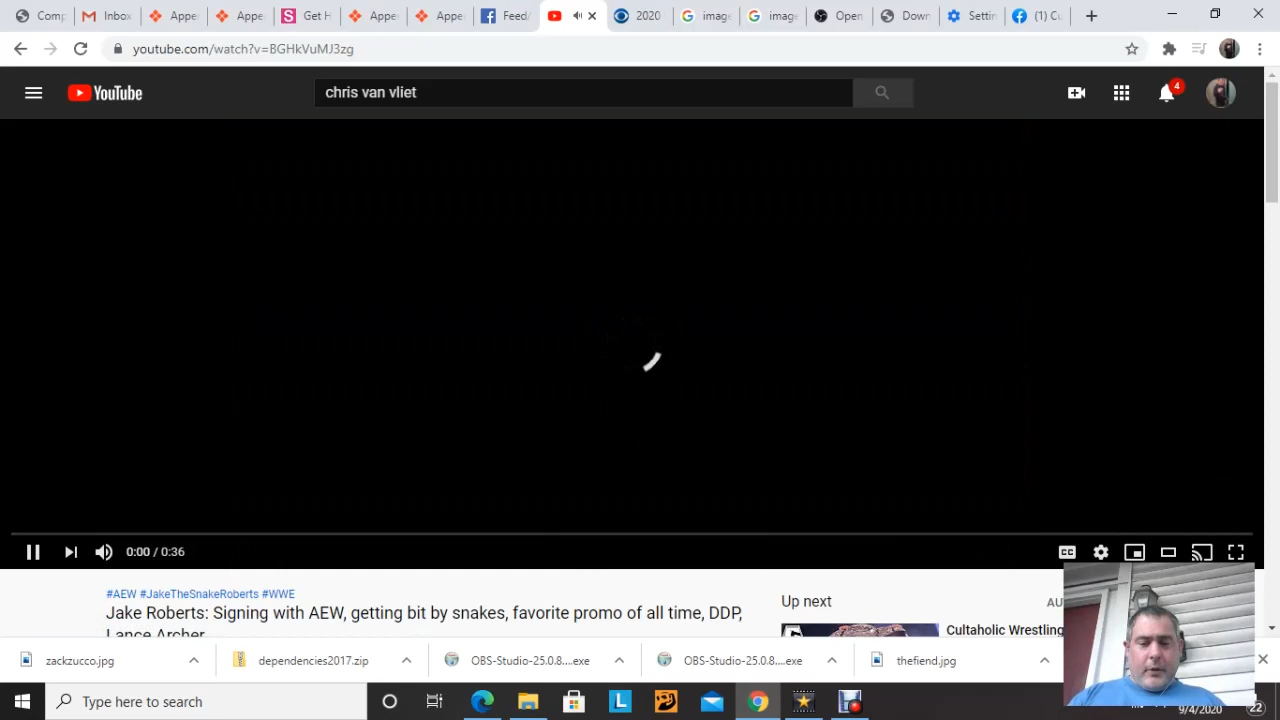 Comp
Inbox
Appe
Appe
Get H
Appe
Appe
Feed/
2020
image
image
Open
Down
Settin
(1) Cu
youtube.com/watch?v=BGHkVuMJ3zg
YouTube
chris van vliet
4
0:00 / 0:36
CC
#AEW #JakeTheSnakeRoberts #WWE
Jake Roberts: Signing with AEW, getting bit by snakes, favorite promo of all time, DDP,
Lance Archer
Up next
AU
Cultaholic Wrestling
zackzucco.jpg
dependencies2017.zip
OBS-Studio-25.0.8....exe
OBS-Studio-25.0.8....exe
thefiend.jpg
Type here to search
L
9/4/2020
22